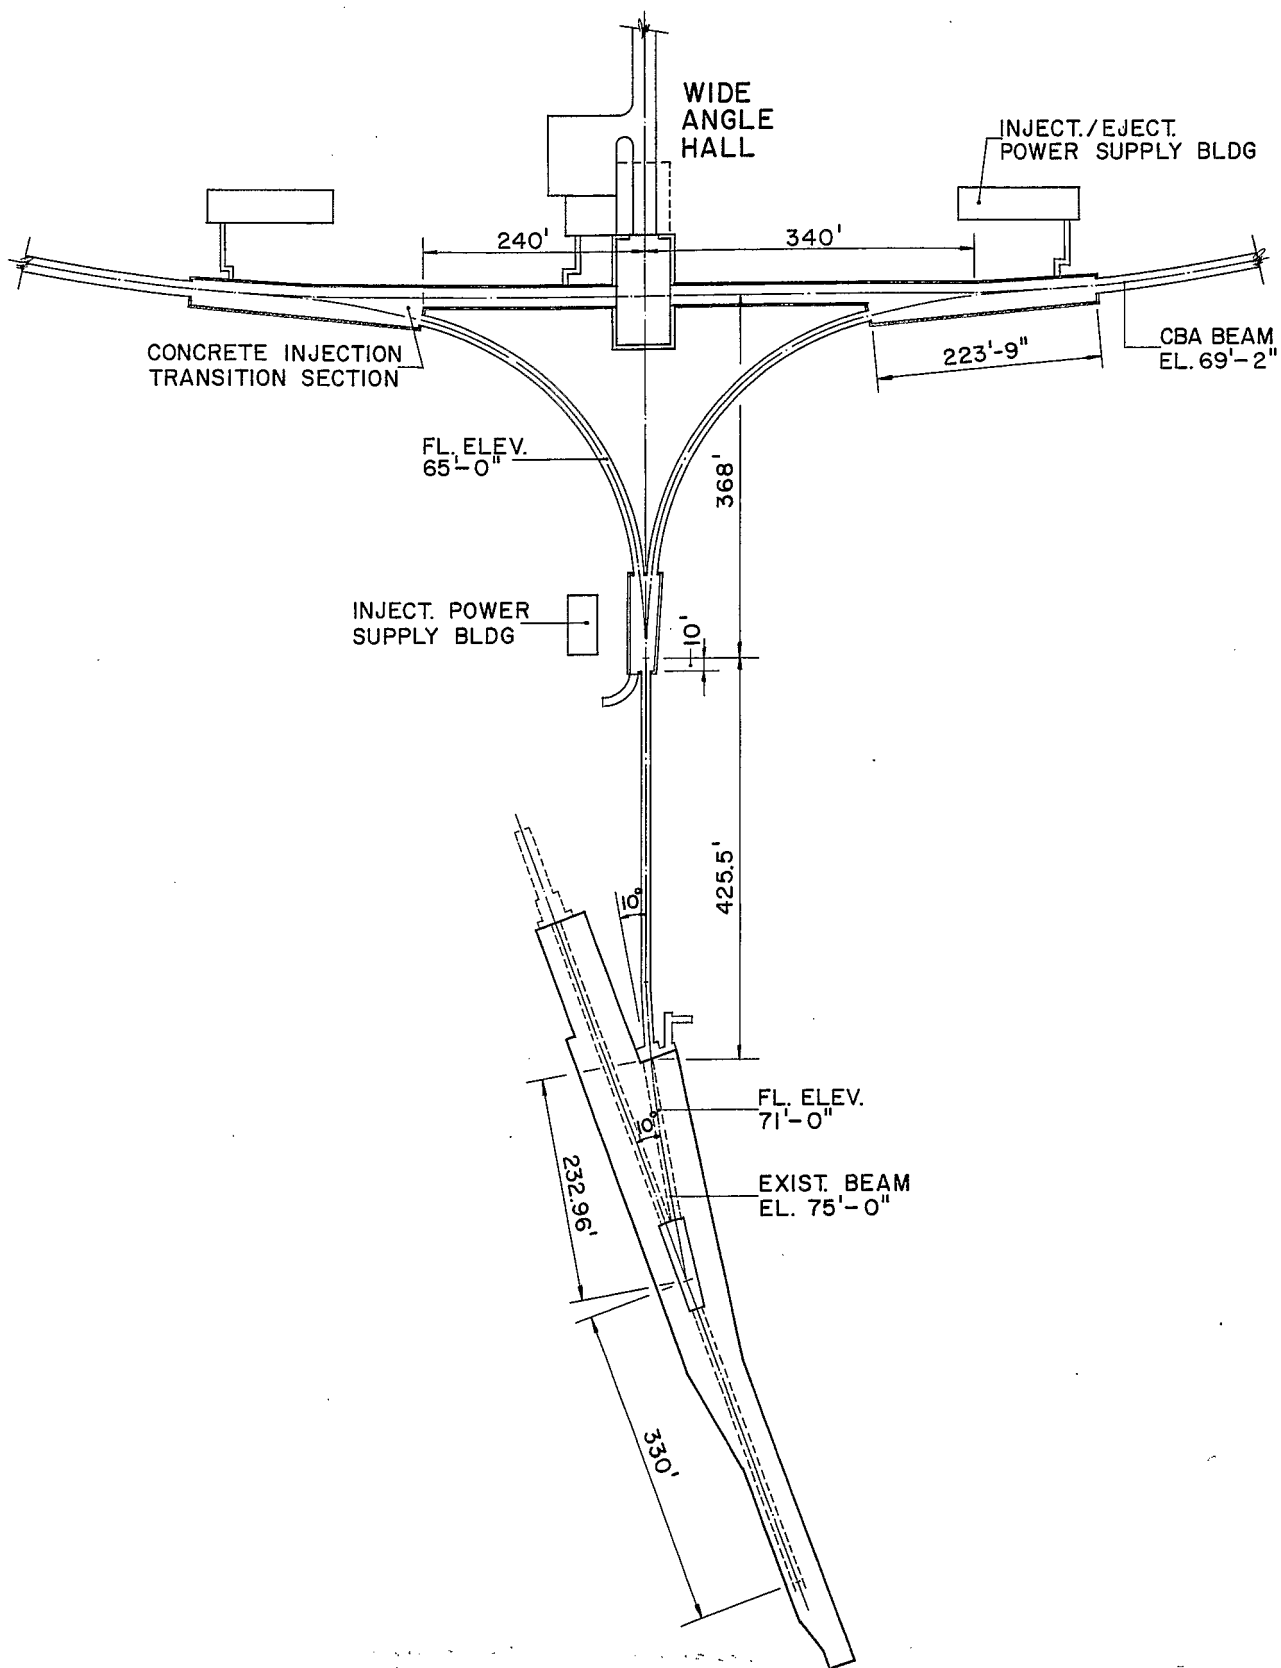 WIDE
ANGLE
HALL
INJECT./EJECT.
POWER SUPPLY BLDG
240'
340'
CONCRETE INJECTION
TRANSITION SECTION
223'-9"
CBA BEAM
EL. 69'-2"
FL. ELEV.
65'-0"
368'
INJECT. POWER
SUPPLY BLDG
10'
425.5'
10°
FL. ELEV.
71'-0"
10°
232.96'
EXIST. BEAM
EL. 75'-0"
330'